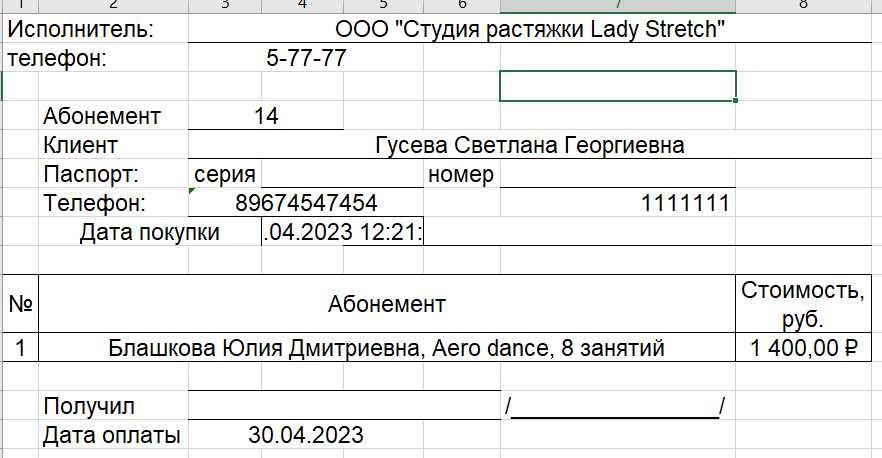 1 2 3 4 5 6 7 8
Исполнитель: ООО "Студия растяжки Lady Stretch"
телефон: 5-77-77
Абонемент 14
Клиент Гусева Светлана Георгиевна
Паспорт: серия номер
Телефон: 89674547454 1111111
Дата покупки .04.2023 12:21:
№ Абонемент Стоимость, руб.
1 Блашкова Юлия Дмитриевна, Aero dance, 8 занятий 1 400,00 ₽
Получил / /
Дата оплаты 30.04.2023